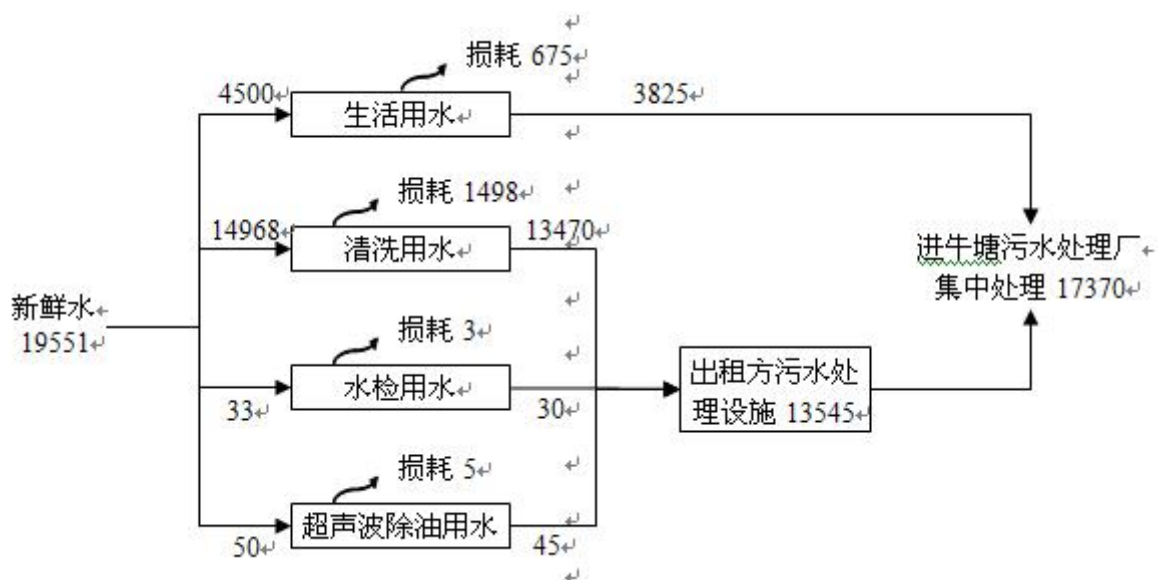 损耗 675
4500
3825
生活用水
损耗 1498
14968
13470
清洗用水
进牛塘污水处理厂
集中处理 17370
新鲜水
19551
损耗 3
水检用水
33
30
出租方污水处
理设施 13545
损耗 5
超声波除油用水
50
45